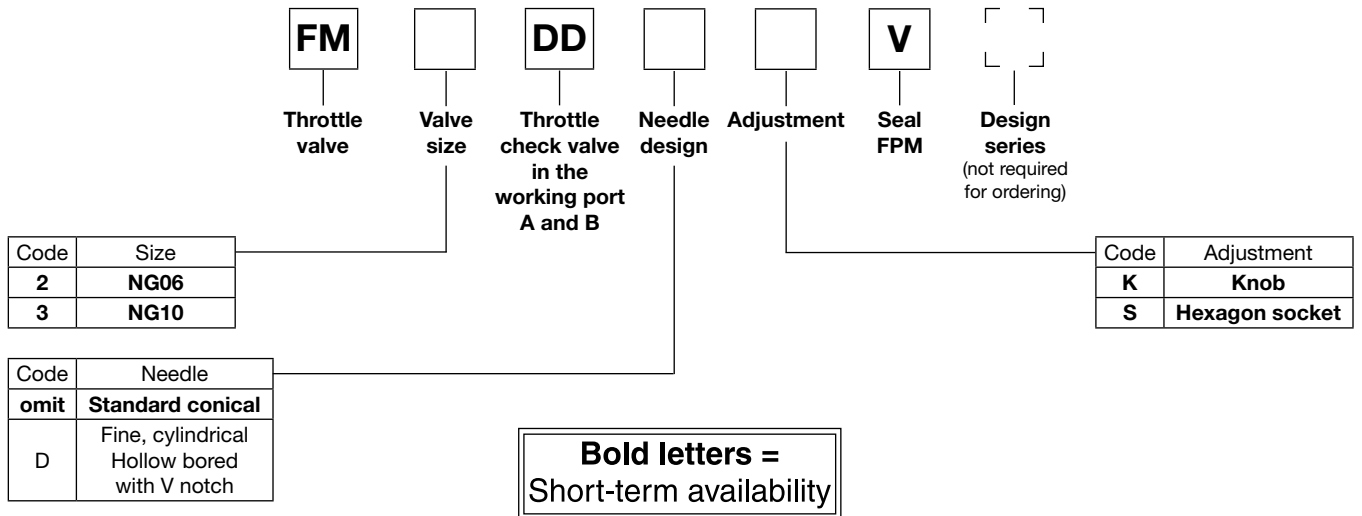 FM DD V
Throttle valve
Valve size
Throttle check valve in the working port A and B
Needle design
Adjustment
Seal FPM
Design series (not required for ordering)
Code Size
2 NG06
3 NG10
Code Adjustment
K Knob
S Hexagon socket
Code Needle
omit Standard conical
D Fine, cylindrical Hollow bored with V notch
Bold letters =
Short-term availability